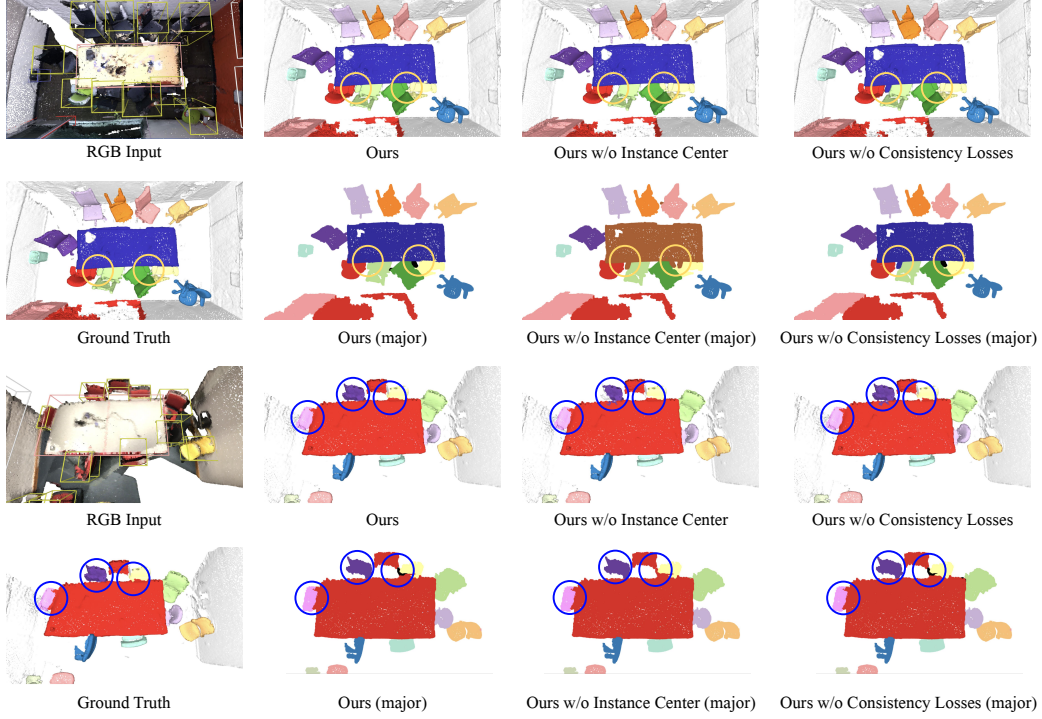 RGB Input
Ours
Ours w/o Instance Center
Ours w/o Consistency Losses
Ground Truth
Ours (major)
Ours w/o Instance Center (major)
Ours w/o Consistency Losses (major)
RGB Input
Ours
Ours w/o Instance Center
Ours w/o Consistency Losses
Ground Truth
Ours (major)
Ours w/o Instance Center (major)
Ours w/o Consistency Losses (major)